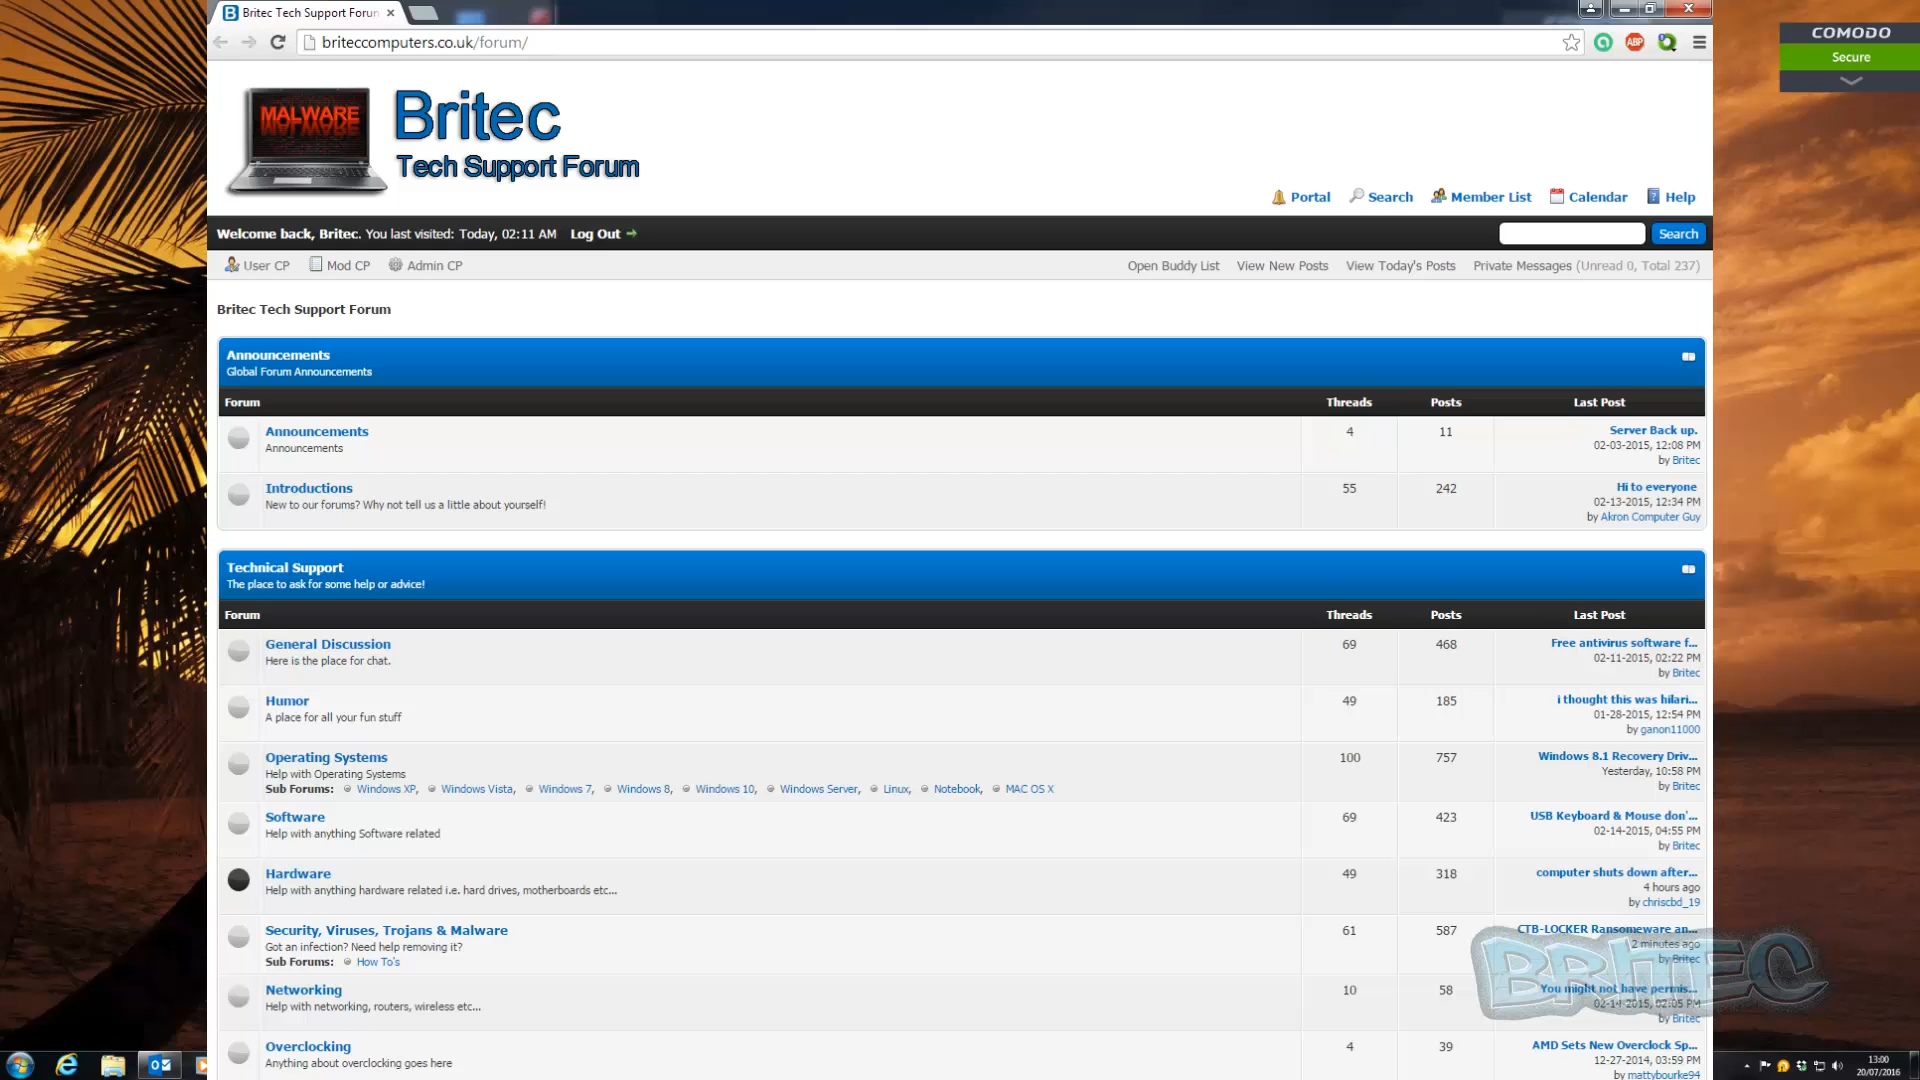 Britec Tech Support Forun
briteccomputers.co.uk/forum/
ABP
COMODO
Secure
MALWARE
Britec
Tech Support Forum
Portal Search Member List Calendar Help
Welcome back, Britec. You last visited: Today, 02:11 AM Log Out
Search
User CP Mod CP Admin CP
Open Buddy List View New Posts View Today's Posts Private Messages (Unread 0, Total 237)
Britec Tech Support Forum
Announcements
Global Forum Announcements
Forum Threads Posts Last Post
Announcements 4 11 Server Back up.
Announcements 02-03-2015, 12:08 PM
by Britec
Introductions 55 242 Hi to everyone
New to our forums? Why not tell us a little about yourself! 02-13-2015, 12:34 PM
by Akron Computer Guy
Technical Support
The place to ask for some help or advice!
Forum Threads Posts Last Post
General Discussion 69 468 Free antivirus software f...
Here is the place for chat. 02-11-2015, 02:22 PM
by Britec
Humor 49 185 i thought this was hilari...
A place for all your fun stuff 01-28-2015, 12:54 PM
by ganon11000
Operating Systems 100 757 Windows 8.1 Recovery Driv...
Help with Operating Systems Yesterday, 10:58 PM
Sub Forums: Windows XP, Windows Vista, Windows 7, Windows 8, Windows 10, Windows Server, Linux, Notebook, MAC OS X by Britec
Software 69 423 USB Keyboard & Mouse don'...
Help with anything Software related 02-14-2015, 04:55 PM
by Britec
Hardware 49 318 computer shuts down after...
Help with anything hardware related i.e. hard drives, motherboards etc... 4 hours ago
by chriscbd_19
Security, Viruses, Trojans & Malware 61 587 CTB-LOCKER Ransomeware an...
Got an infection? Need help removing it? 2 minutes ago
Sub Forums: How To's by Britec
BRITEC
Networking 10 58 You might not have permis...
Help with networking, routers, wireless etc... 02-14-2015, 02:05 PM
by Britec
Overclocking 4 39 AMD Sets New Overclock Sp...
Anything about overclocking goes here 12-27-2014, 03:59 PM
by mattybourke94
13:00
20/07/2016